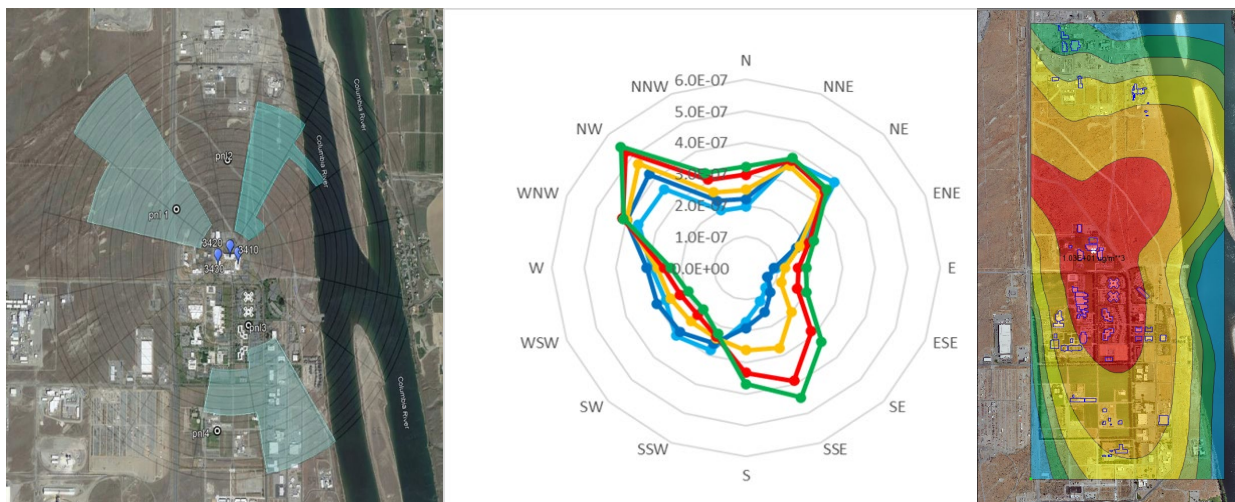 Columbia River
Columbia River
pnl2
Columbia River
pnl 1
3420
3410
3430
pnl3
Columbia River
pnl4
N
NNW
NNE
6.0E-07
NW
5.0E-07
NE
4.0E-07
3.0E-07
WNW
ENE
2.0E-07
1.0E-07
W
0.0E+00
E
WSW
ESE
SW
SE
SSW
SSE
S